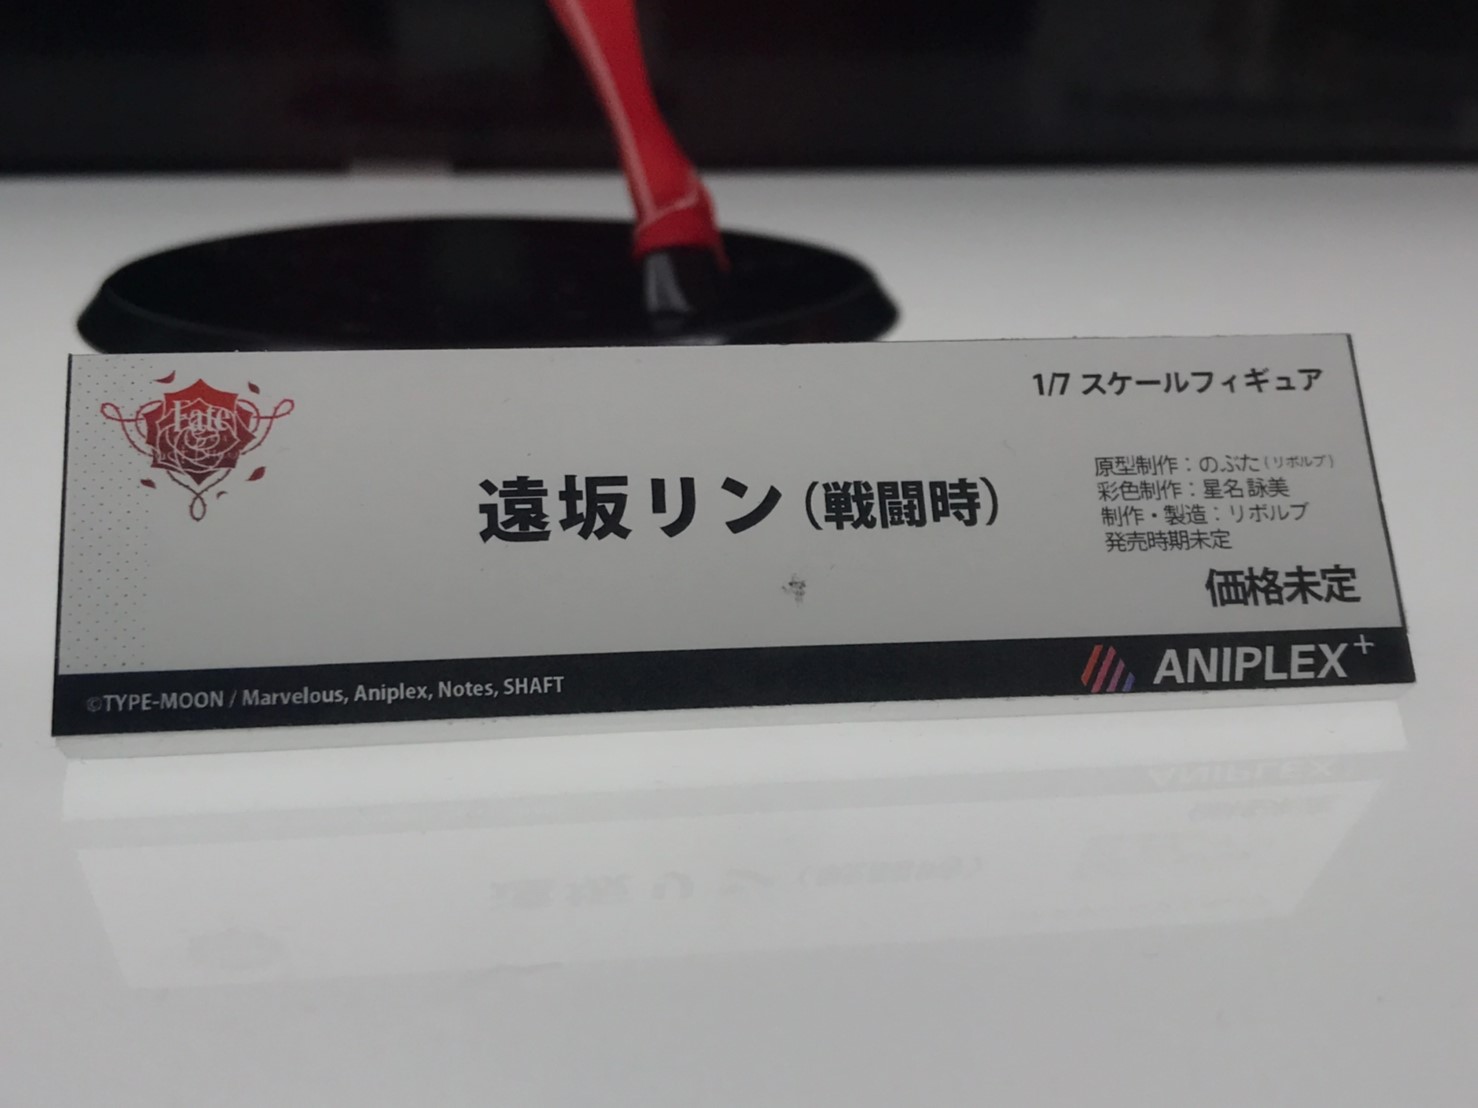 Fate
1/7 スケールフィギュア
遠坂リン(戦闘時)
原型制作：のぶた(リボルブ)
彩色制作：星名詠美
制作・製造：リボルブ
発売時期未定
価格未定
©TYPE-MOON / Marvelous, Aniplex, Notes, SHAFT
ANIPLEX+